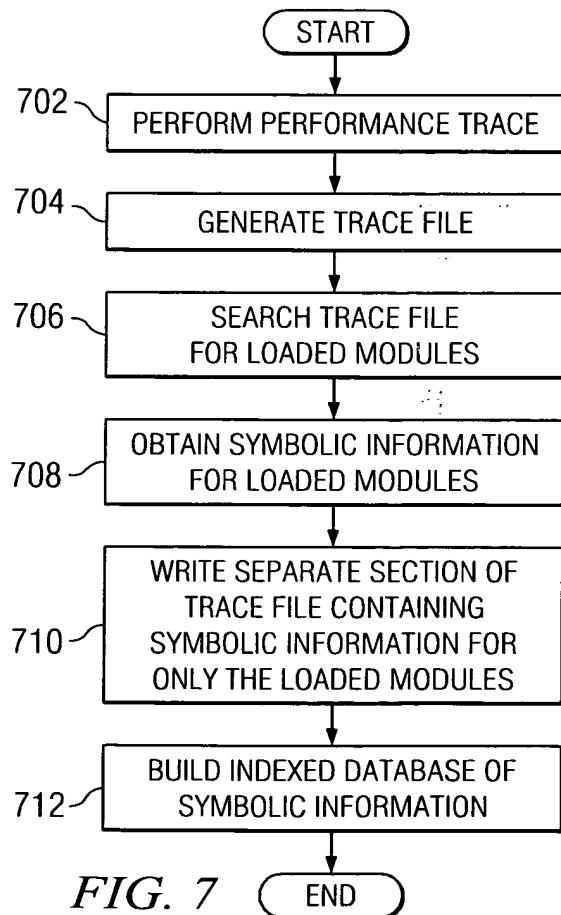 START
702
PERFORM PERFORMANCE TRACE
704
GENERATE TRACE FILE
706
SEARCH TRACE FILE
FOR LOADED MODULES
708
OBTAIN SYMBOLIC INFORMATION
FOR LOADED MODULES
710
WRITE SEPARATE SECTION OF
TRACE FILE CONTAINING
SYMBOLIC INFORMATION FOR
ONLY THE LOADED MODULES
712
BUILD INDEXED DATABASE OF
SYMBOLIC INFORMATION
FIG. 7
END